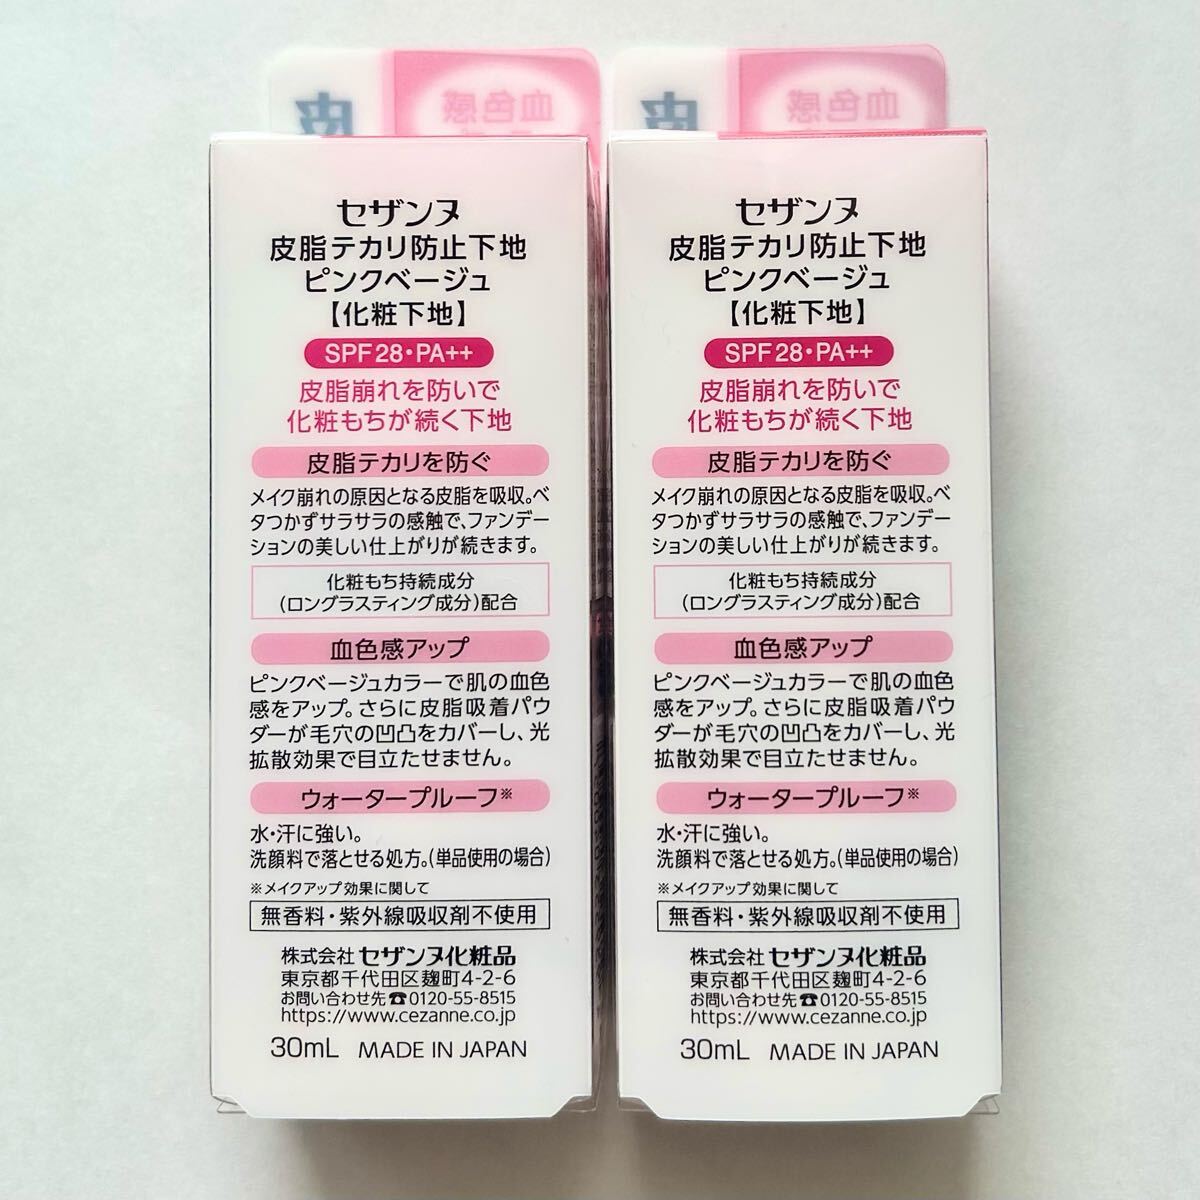 血色感
血色感
セザンヌ
皮脂テカリ防止下地
ピンクベージュ
【化粧下地】
SPF28・PA++
皮脂崩れを防いで
化粧もちが続く下地
皮脂テカリを防ぐ
メイク崩れの原因となる皮脂を吸収。ベ
タつかずサラサラの感触で、ファンデー
ションの美しい仕上がりが続きます。
化粧もち持続成分
(ロングラスティング成分)配合
血色感アップ
ピンクベージュカラーで肌の血色
感をアップ。さらに皮脂吸着パウ
ダーが毛穴の凹凸をカバーし、光
拡散効果で目立たせません。
ウォータープルーフ※
水・汗に強い。
洗顔料で落とせる処方。(単品使用の場合)
※メイクアップ効果に関して
無香料・紫外線吸収剤不使用
株式会社 セザンヌ化粧品
東京都千代田区麹町4-2-6
お問い合わせ先☎0120-55-8515
https://www.cezanne.co.jp
30mL MADE IN JAPAN
セザンヌ
皮脂テカリ防止下地
ピンクベージュ
【化粧下地】
SPF28・PA++
皮脂崩れを防いで
化粧もちが続く下地
皮脂テカリを防ぐ
メイク崩れの原因となる皮脂を吸収。ベ
タつかずサラサラの感触で、ファンデー
ションの美しい仕上がりが続きます。
化粧もち持続成分
(ロングラスティング成分)配合
血色感アップ
ピンクベージュカラーで肌の血色
感をアップ。さらに皮脂吸着パウ
ダーが毛穴の凹凸をカバーし、光
拡散効果で目立たせません。
ウォータープルーフ※
水・汗に強い。
洗顔料で落とせる処方。(単品使用の場合)
※メイクアップ効果に関して
無香料・紫外線吸収剤不使用
株式会社 セザンヌ化粧品
東京都千代田区麹町4-2-6
お問い合わせ先☎0120-55-8515
https://www.cezanne.co.jp
30mL MADE IN JAPAN